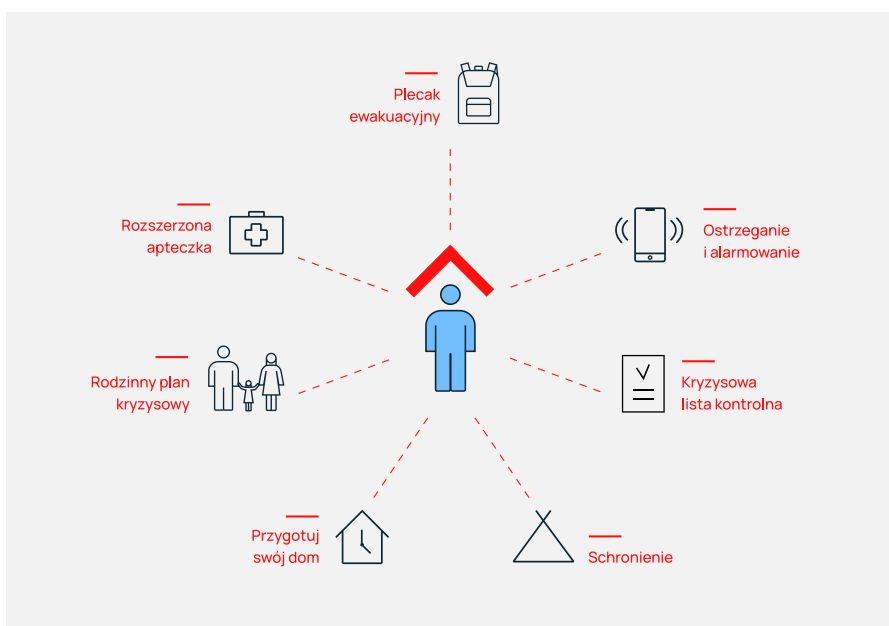 Plecak
ewakuacyjny
Rozszerzona
apteczka
Ostrzeganie
i alarmowanie
Rodzinny plan
kryzysowy
Kryzysowa
lista kontrolna
Przygotuj
swój dom
Schronienie